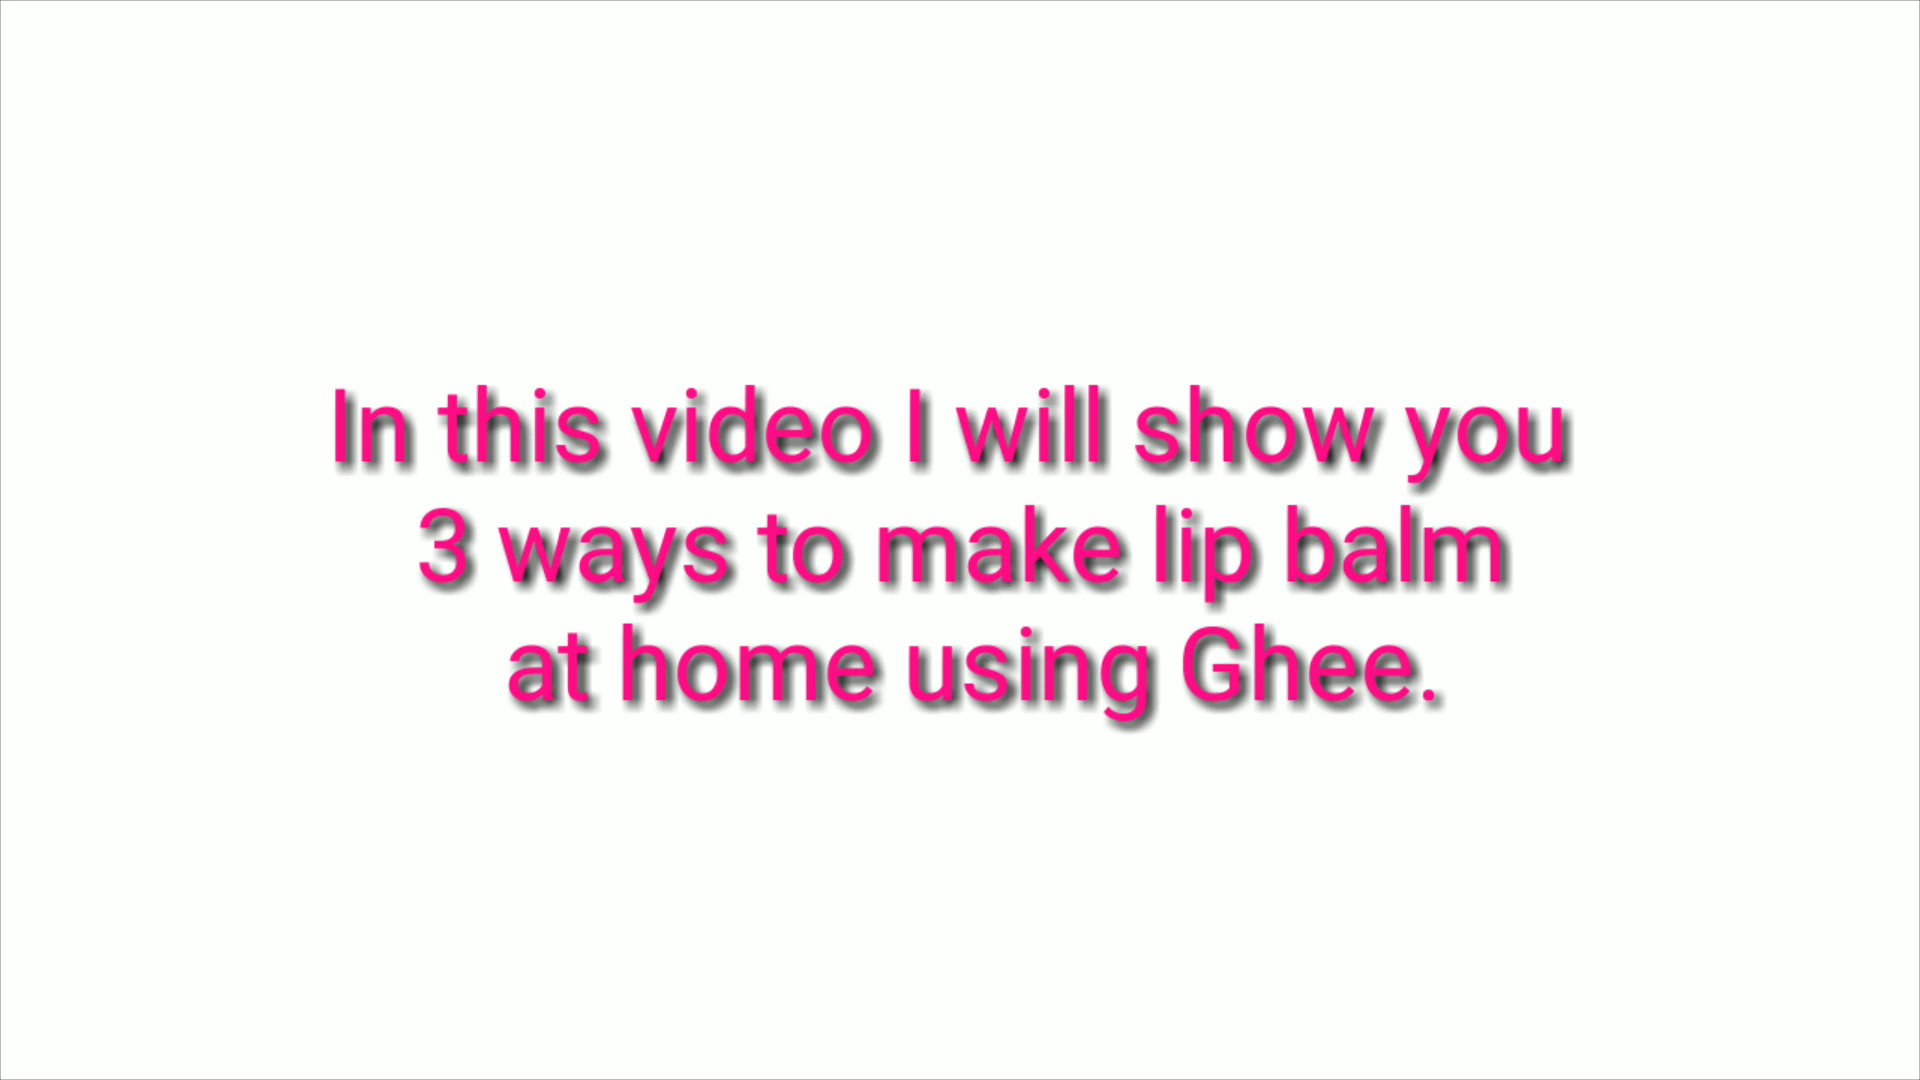 In this video I will show you
3 ways to make lip balm
at home using Ghee.